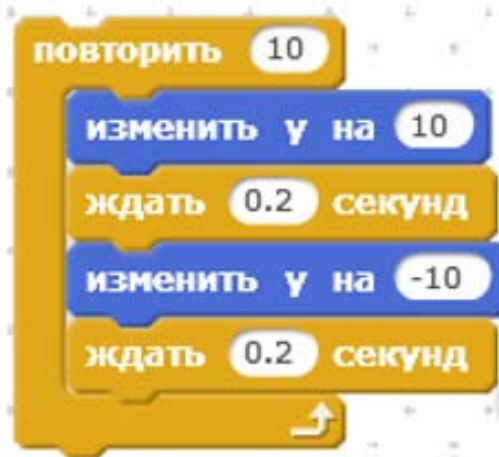 повторить 10
изменить y на 10
ждать 0.2 секунд
изменить y на -10
ждать 0.2 секунд